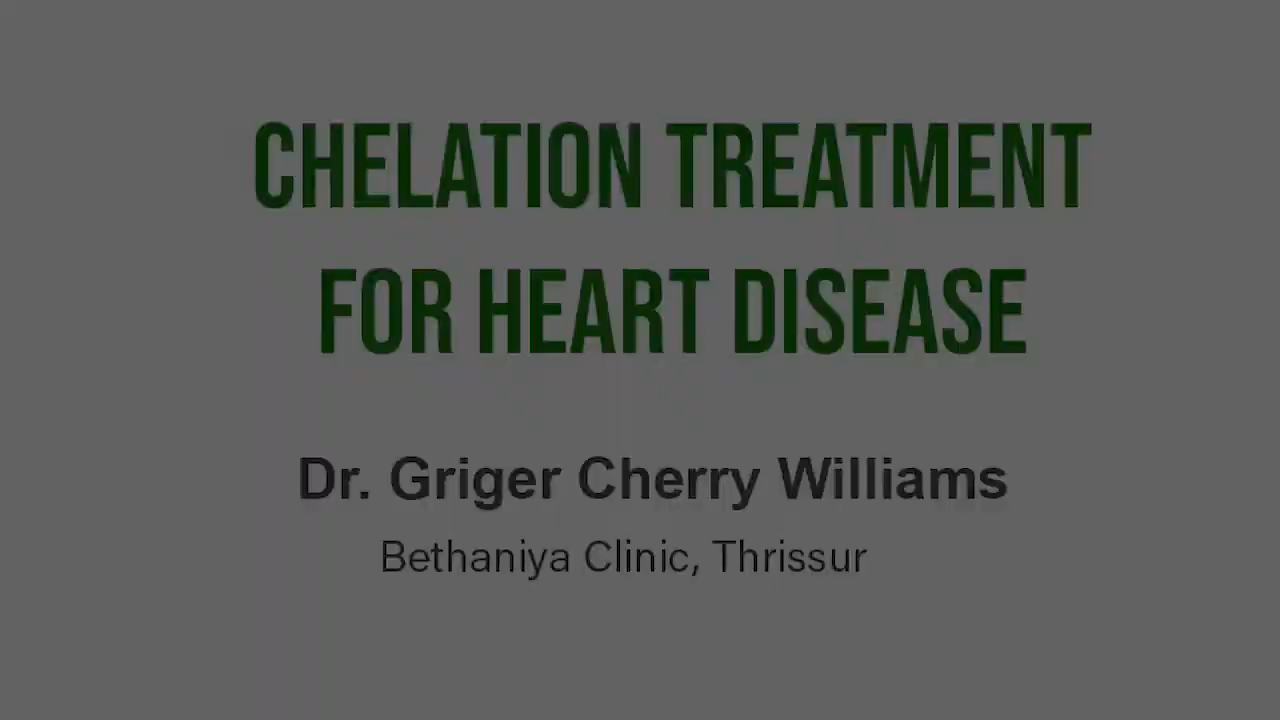 CHELATION TREATMENT
FOR HEART DISEASE
Dr. Griger Cherry Williams
Bethaniya Clinic, Thrissur